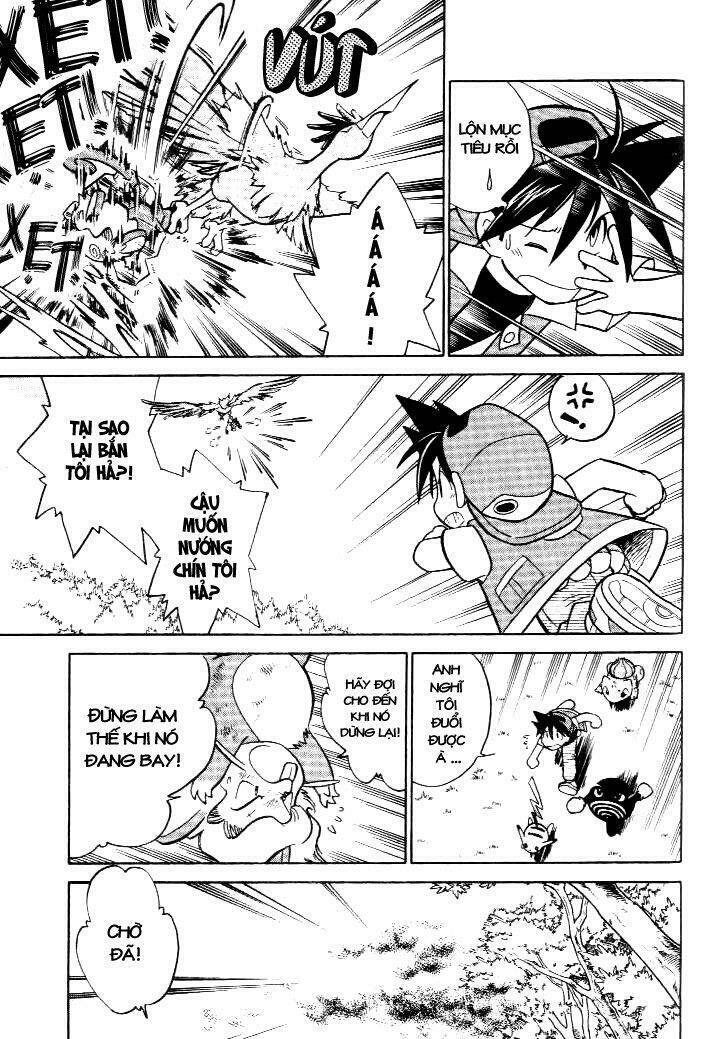 LỘN MỤC
TIÊU RỒI
VÚT
XẸT
XẸT
XẸT
Á
Á
Á
Á
!
!
TẠI SAO
LẠI BẮN
TÔI HẢ?!
CẬU
MUỐN
NƯỚNG
CHÍN TÔI
HẢ?
ANH
NGHĨ TÔI
ĐUỔI
ĐƯỢC
À ...
HÃY ĐỢI
CHO ĐẾN
KHI NÓ
DỪNG LẠI!
ĐỪNG LÀM
THẾ KHI NÓ
ĐANG BAY!
CHỜ
ĐÃ!